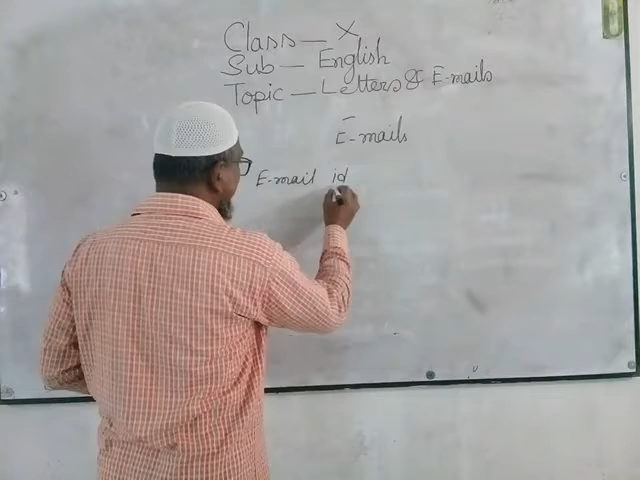 Class — X
Sub — English
Topic — Letters & E-mails
E-mails
E-mail id